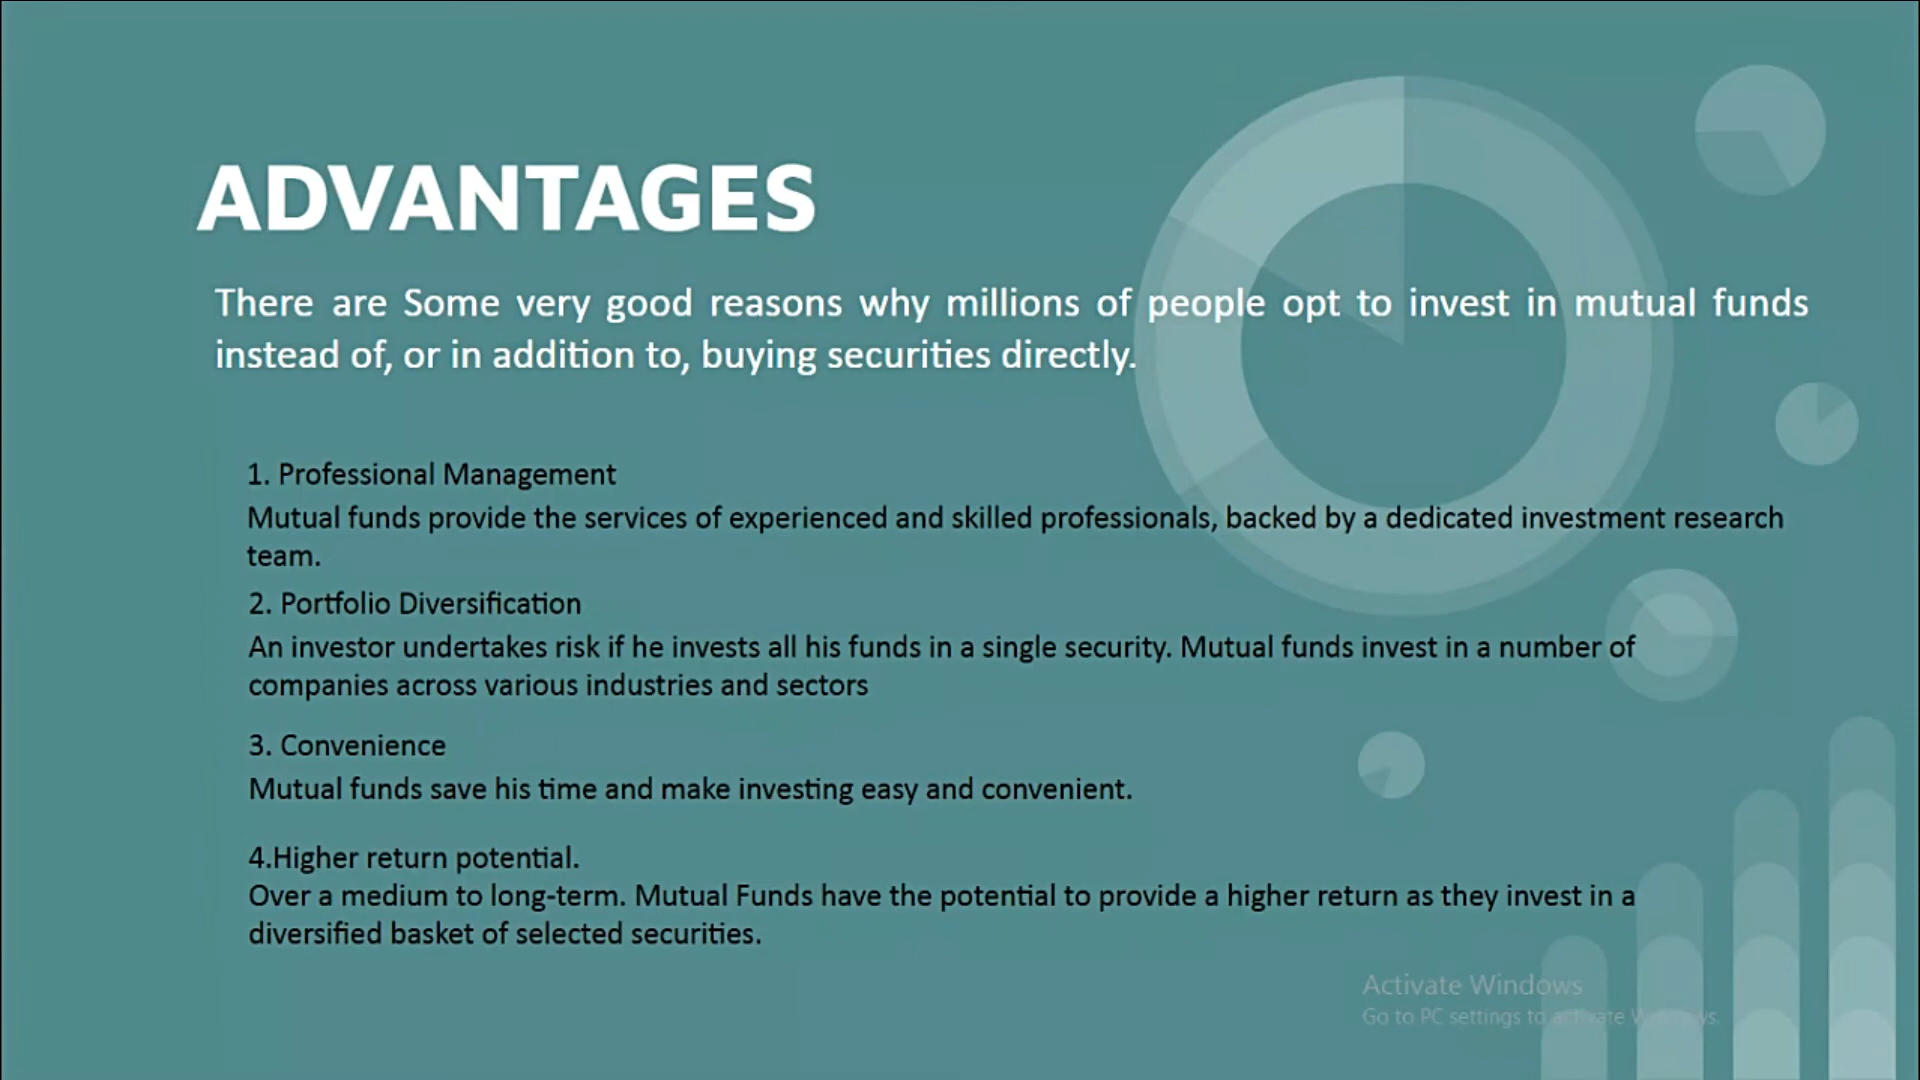 ADVANTAGES
There are Some very good reasons why millions of people opt to invest in mutual funds
instead of, or in addition to, buying securities directly.
1. Professional Management
Mutual funds provide the services of experienced and skilled professionals, backed by a dedicated investment research
team.
2. Portfolio Diversification
An investor undertakes risk if he invests all his funds in a single security. Mutual funds invest in a number of
companies across various industries and sectors
3. Convenience
Mutual funds save his time and make investing easy and convenient.
4.Higher return potential.
Over a medium to long-term. Mutual Funds have the potential to provide a higher return as they invest in a
diversified basket of selected securities.
Activate Windows
Go to PC settings to activate Windows.